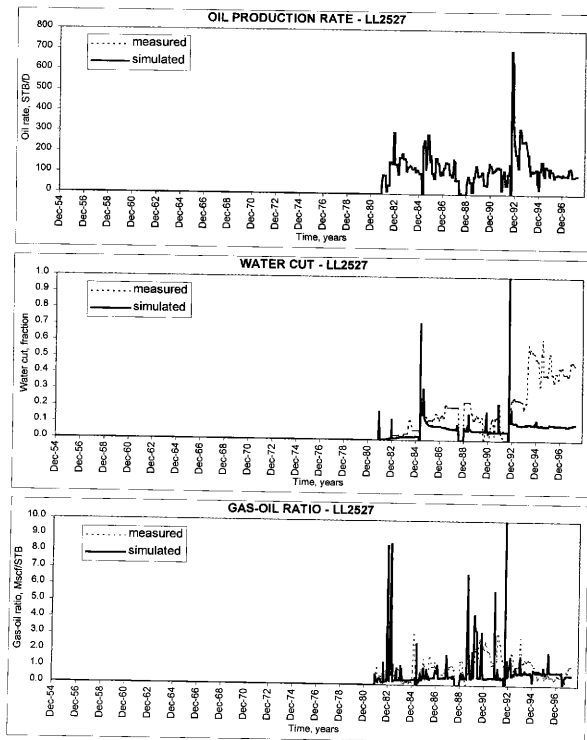 OIL PRODUCTION RATE - LL2527
measured
simulated
Oil rate, STB/D
800
700
600
500
400
300
200
100
0
Dec-54
Dec-56
Dec-58
Dec-60
Dec-62
Dec-64
Dec-66
Dec-68
Dec-70
Dec-72
Dec-74
Dec-76
Dec-78
Dec-80
Dec-82
Dec-84
Dec-86
Dec-88
Dec-90
Dec-92
Dec-94
Dec-96
Time, years
WATER CUT - LL2527
measured
simulated
Water cut, fraction
1.0
0.9
0.8
0.7
0.6
0.5
0.4
0.3
0.2
0.1
0.0
Dec-54
Dec-56
Dec-58
Dec-60
Dec-62
Dec-64
Dec-66
Dec-68
Dec-70
Dec-72
Dec-74
Dec-76
Dec-78
Dec-80
Dec-82
Dec-84
Dec-86
Dec-88
Dec-90
Dec-92
Dec-94
Dec-96
Time, years
GAS-OIL RATIO - LL2527
measured
simulated
Gas-oil ratio, Mscf/STB
10.0
9.0
8.0
7.0
6.0
5.0
4.0
3.0
2.0
1.0
0.0
Dec-54
Dec-56
Dec-58
Dec-60
Dec-62
Dec-64
Dec-66
Dec-68
Dec-70
Dec-72
Dec-74
Dec-76
Dec-78
Dec-80
Dec-82
Dec-84
Dec-86
Dec-88
Dec-90
Dec-92
Dec-94
Dec-96
Time, years